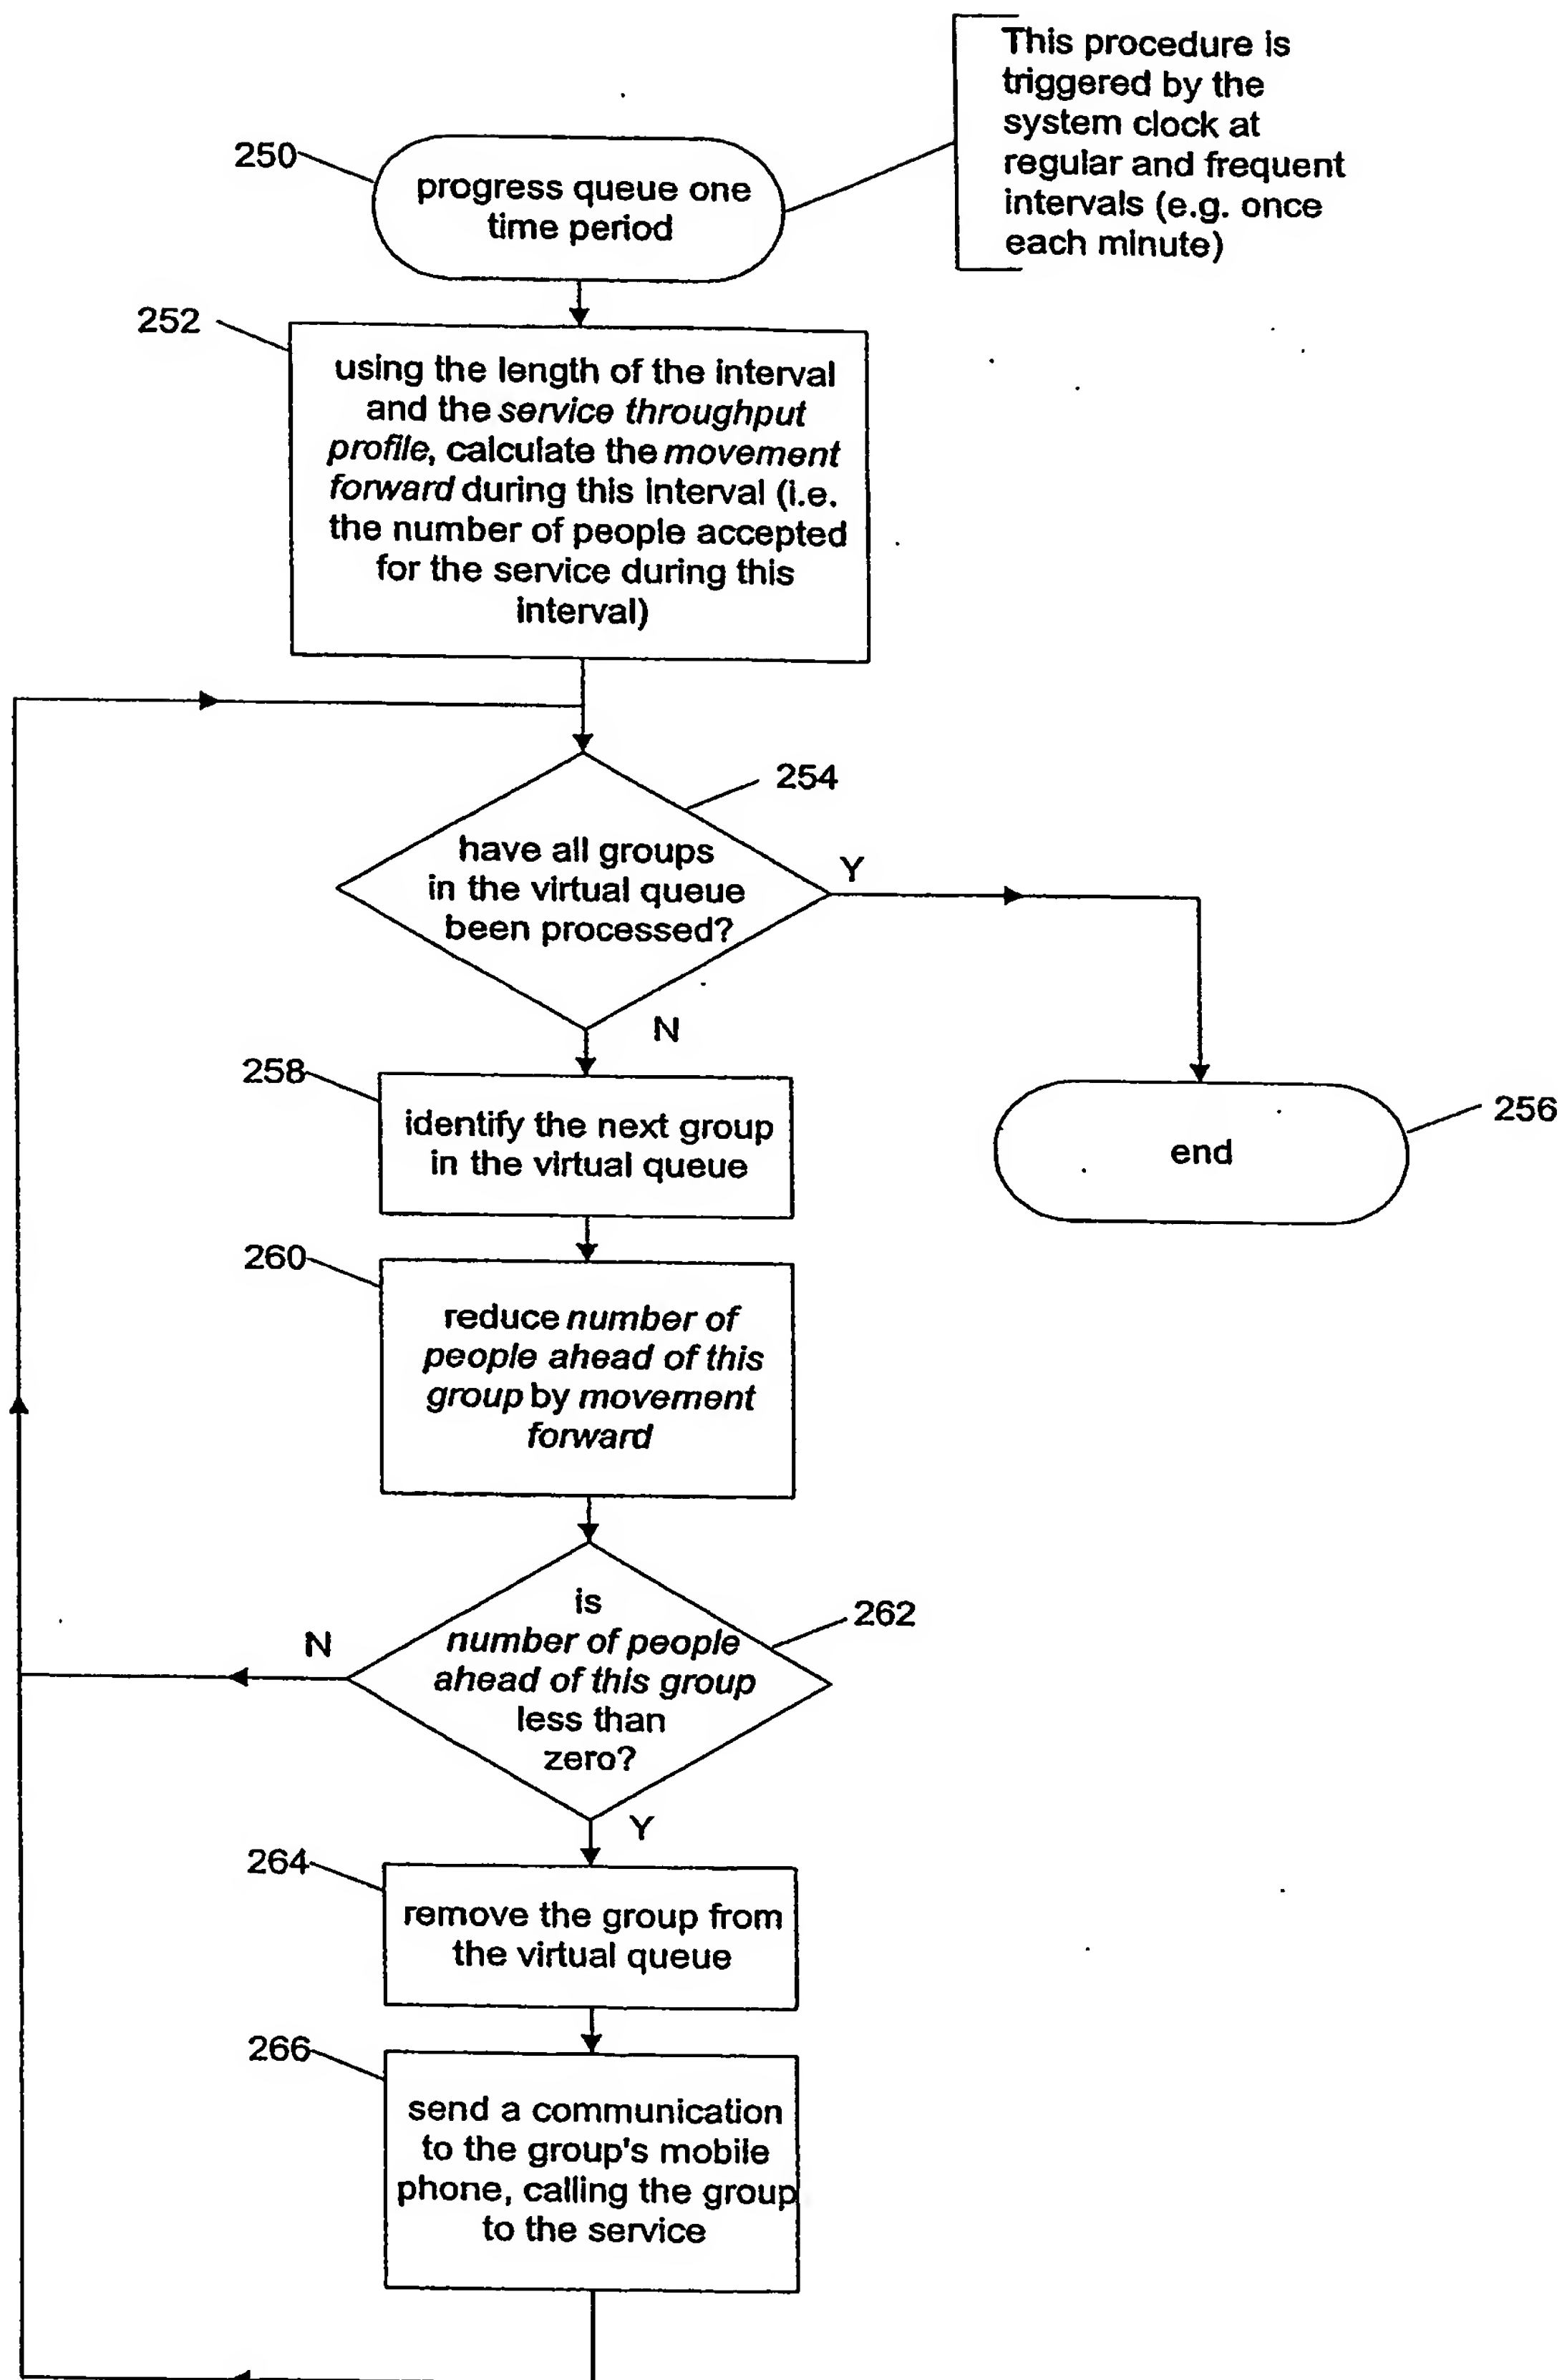 This procedure is
triggered by the
system clock at
regular and frequent
intervals (e.g. once
each minute)
250
progress queue one
time period
252
using the length of the interval
and the service throughput
profile, calculate the movement
forward during this interval (i.e.
the number of people accepted
for the service during this
interval)
254
have all groups
in the virtual queue
been processed?
Y
N
258
identify the next group
in the virtual queue
256
end
260
reduce number of
people ahead of this
group by movement
forward
262
is
number of people
ahead of this group
less than
zero?
N
Y
264
remove the group from
the virtual queue
266
send a communication
to the group's mobile
phone, calling the group
to the service